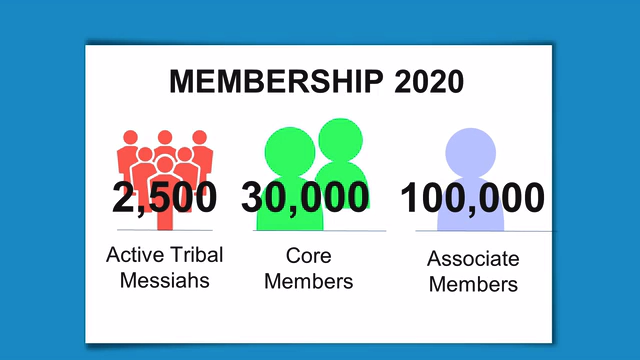 MEMBERSHIP 2020
2,500 30,000 100,000
Active Tribal
Messiahs
Core
Members
Associate
Members